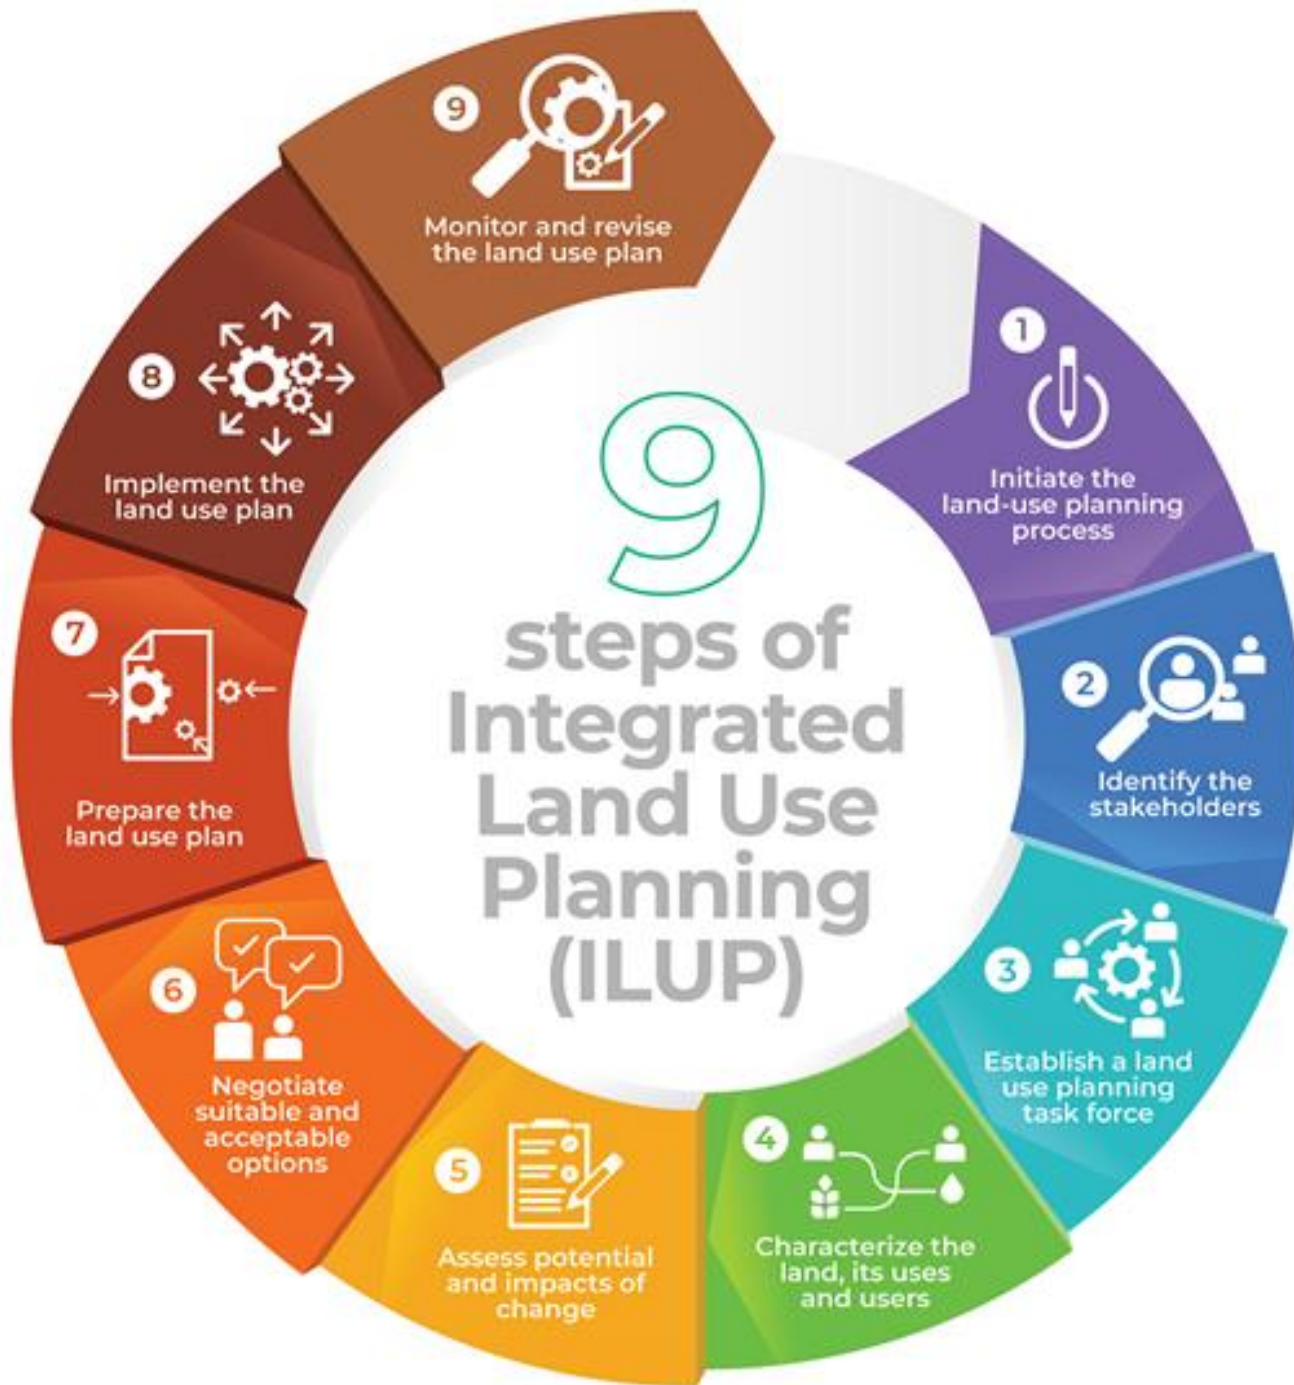 9
steps of
Integrated
Land Use
Planning
(ILUP)
1
Initiate the
land-use planning
process
2
Identify the
stakeholders
3
Establish a land
use planning
task force
4
Characterize the
land, its uses
and users
5
Assess potential
and impacts of
change
6
Negotiate
suitable and
acceptable
options
7
Prepare the
land use plan
8
Implement the
land use plan
9
Monitor and revise
the land use plan